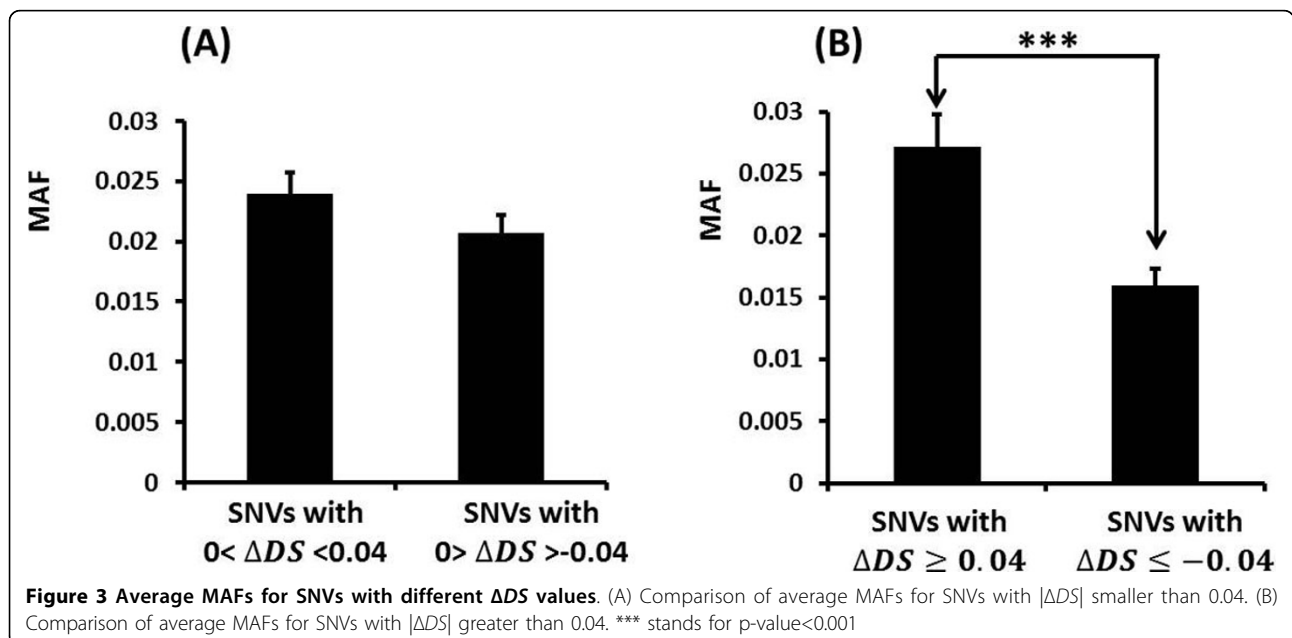 (A)
MAF
0.03
0.025
0.02
0.015
0.01
0.005
0
SNVs with
0< ΔDS <0.04
SNVs with
0> ΔDS >-0.04
(B)
***
MAF
0.03
0.025
0.02
0.015
0.01
0.005
0
SNVs with
ΔDS ≥ 0.04
SNVs with
ΔDS ≤ −0.04
Figure 3 Average MAFs for SNVs with different ΔDS values. (A) Comparison of average MAFs for SNVs with |ΔDS| smaller than 0.04. (B)
Comparison of average MAFs for SNVs with |ΔDS| greater than 0.04. *** stands for p-value<0.001